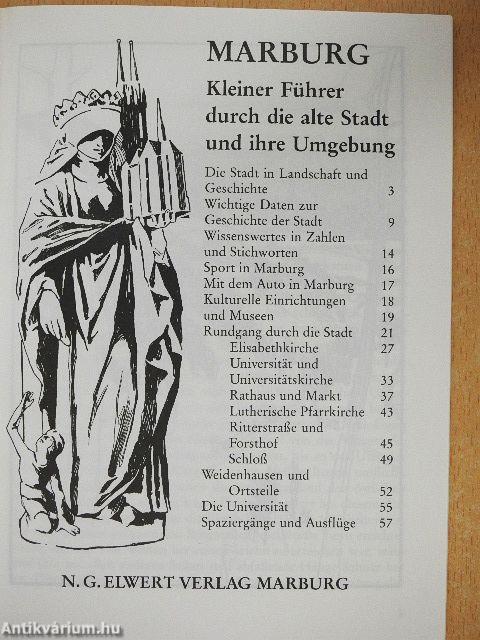 MARBURG
Kleiner Führer
durch die alte Stadt
und ihre Umgebung
Die Stadt in Landschaft und
Geschichte 3
Wichtige Daten zur
Geschichte der Stadt 9
Wissenswertes in Zahlen
und Stichworten 14
Sport in Marburg 16
Mit dem Auto in Marburg 17
Kulturelle Einrichtungen 18
und Museen 19
Rundgang durch die Stadt 21
Elisabethkirche 27
Universität und
Universitätskirche 33
Rathaus und Markt 37
Lutherische Pfarrkirche 43
Ritterstraße und
Forsthof 45
Schloß 49
Weidenhausen und
Ortsteile 52
Die Universität 55
Spaziergänge und Ausflüge 57
N. G. ELWERT VERLAG MARBURG
Antikvárium.hu